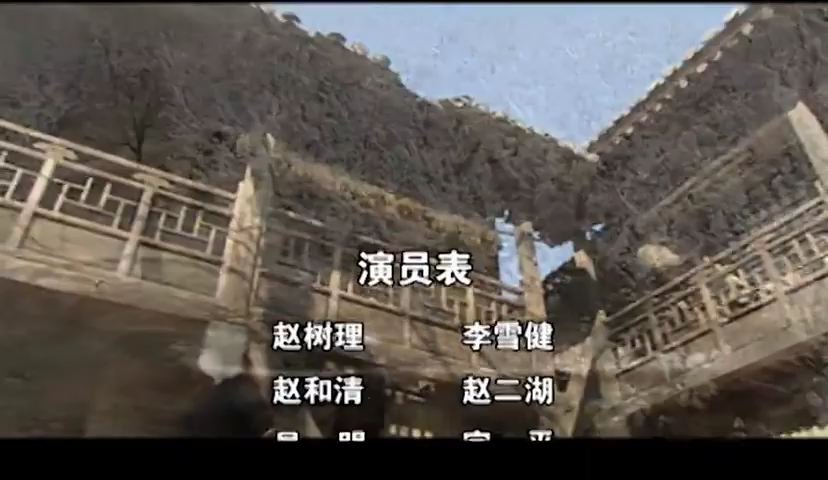 演员表
赵树理 李雪健
赵和清 赵二湖